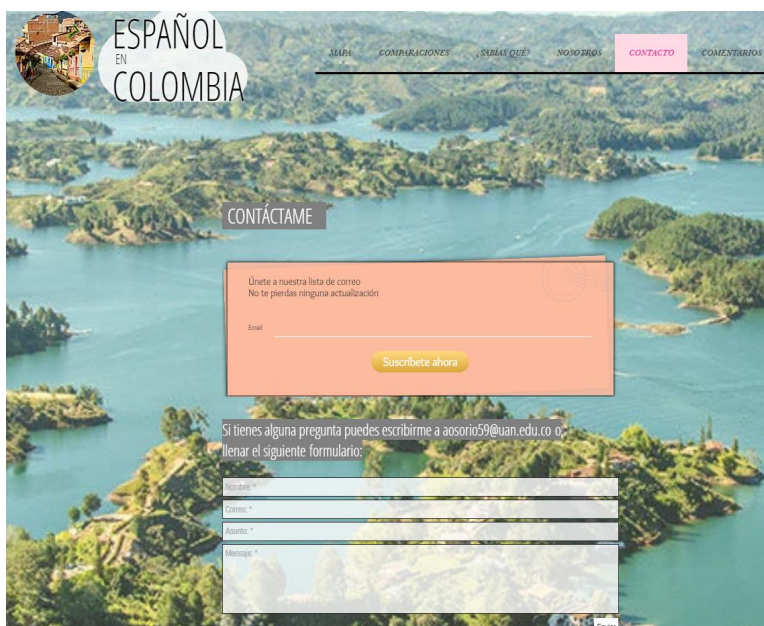 ESPAÑOL
EN
COLOMBIA
MAPA COMPARACIONES ¿SABÍAS QUÉ? NOSOTROS CONTACTO COMENTARIOS
CONTÁCTAME
Únete a nuestra lista de correo
No te pierdas ninguna actualización
Email
Suscríbete ahora
Si tienes alguna pregunta puedes escribirme a aosorio59@uan.edu.co o,
llenar el siguiente formulario:
Nombre: *
Correo: *
Asunto: *
Mensaje: *